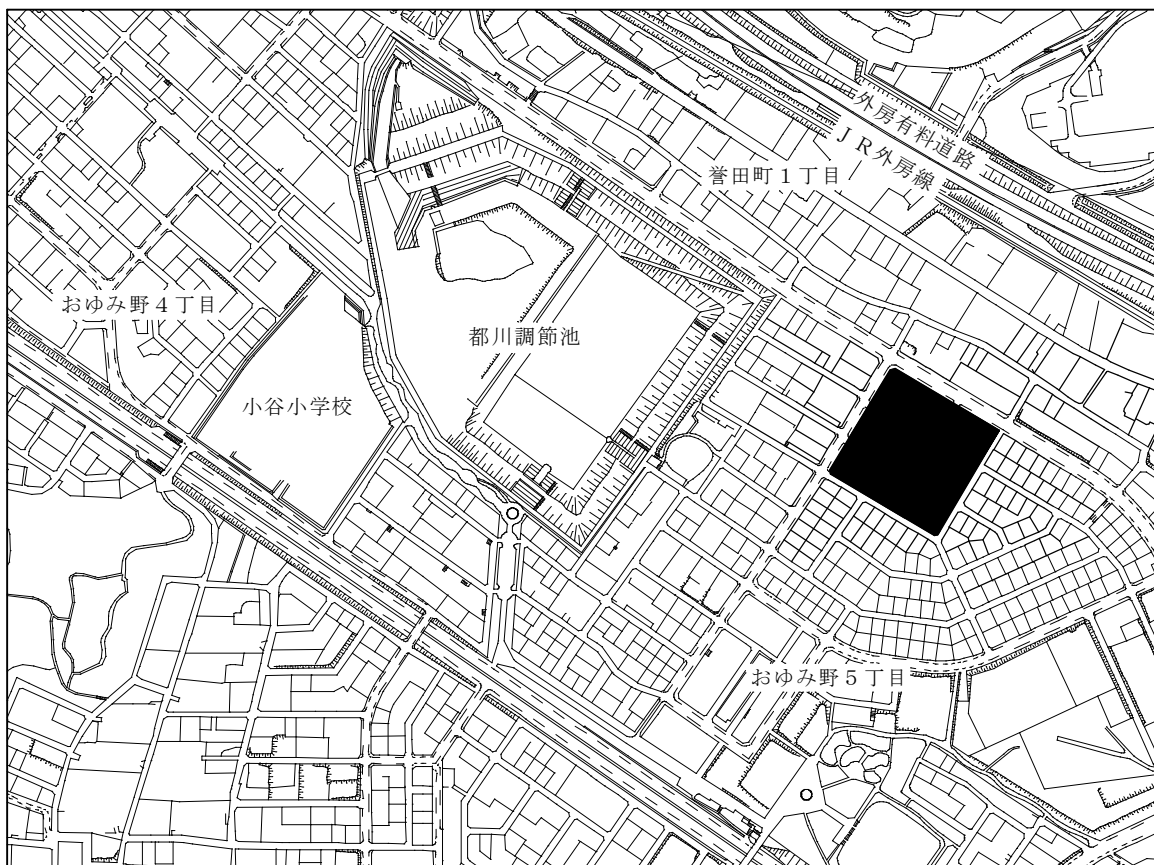 外房有料道路
ＪＲ外房線
誉田町１丁目
おゆみ野４丁目
都川調節池
小谷小学校
おゆみ野５丁目